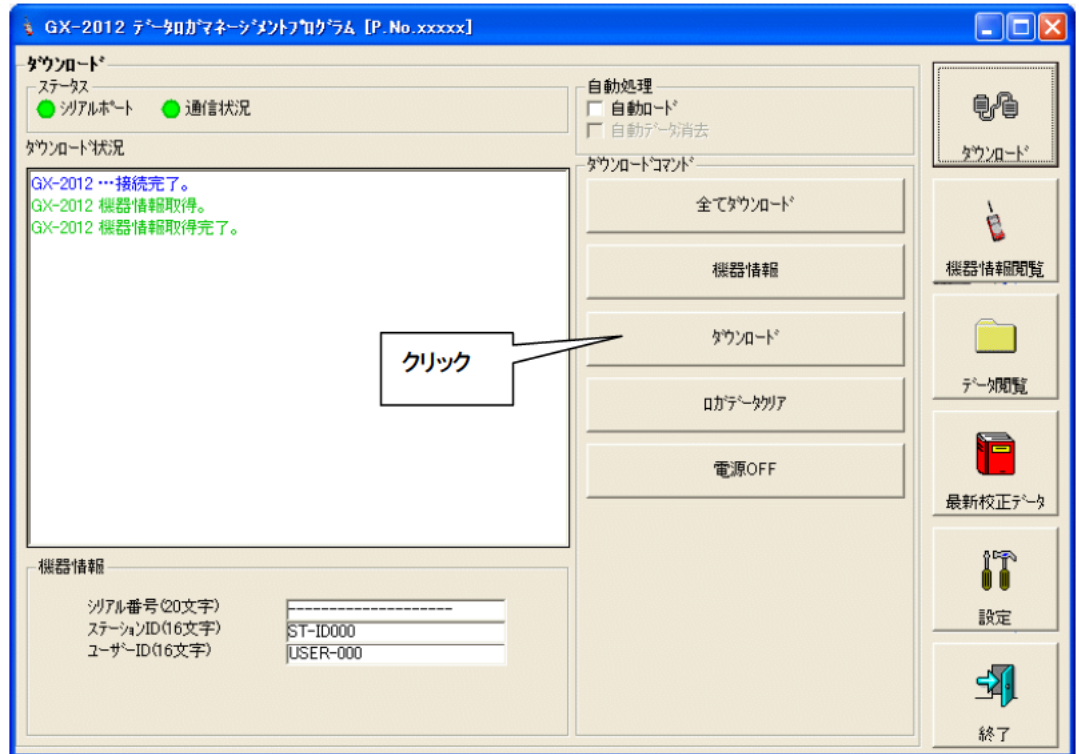 GX-2012 ﾃﾞｰﾀﾛｶﾞﾏﾈｰｼﾞﾒﾝﾄﾌﾟﾛｸﾞﾗﾑ [P.No.xxxxx]
ﾀﾞｳﾝﾛｰﾄﾞ
ｽﾃｰﾀｽ
ｼﾘｱﾙﾎﾟｰﾄ 通信状況
ﾀﾞｳﾝﾛｰﾄﾞ状況
GX-2012 …接続完了。
GX-2012 機器情報取得。
GX-2012 機器情報取得完了。
クリック
機器情報
ｼﾘｱﾙ番号(20文字) --------------------
ｽﾃｰｼｮﾝID(16文字) ST-ID000
ﾕｰｻﾞｰID(16文字) USER-000
自動処理
自動ﾛｰﾄﾞ
自動ﾃﾞｰﾀ消去
ﾀﾞｳﾝﾛｰﾄﾞｺﾏﾝﾄﾞ
全てﾀﾞｳﾝﾛｰﾄﾞ
機器情報
ﾀﾞｳﾝﾛｰﾄﾞ
ﾛｶﾞﾃﾞｰﾀｸﾘｱ
電源OFF
ﾀﾞｳﾝﾛｰﾄﾞ
機器情報閲覧
ﾃﾞｰﾀ閲覧
最新校正ﾃﾞｰﾀ
設定
終了